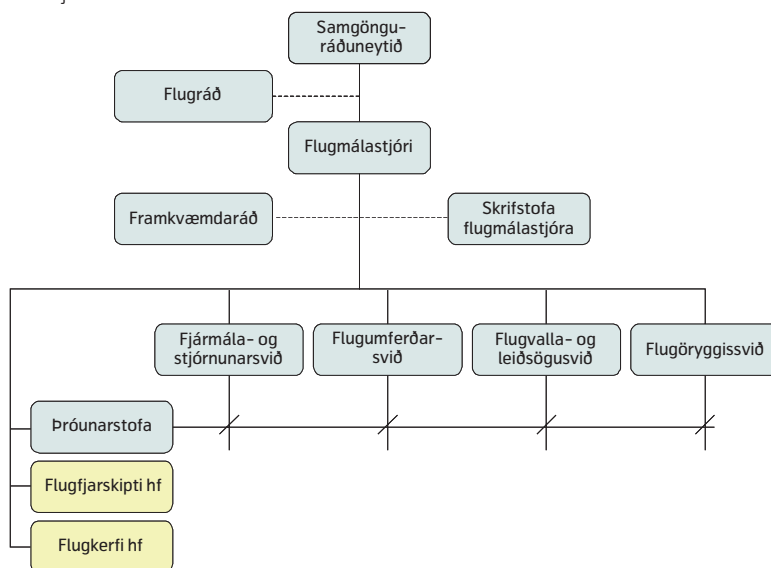 Samgöngu-
ráðuneytið
Flugráð
Flugmálastjóri
Framkvæmdaráð
Skrifstofa
flugmálastjóra
Fjármála- og
stjórnunarsvið
Flugumferðar-
svið
Flugvalla- og
leiðsögusvið
Flugöryggissvið
Þróunarstofa
Flugfjarskipti hf
Flugkerfi hf